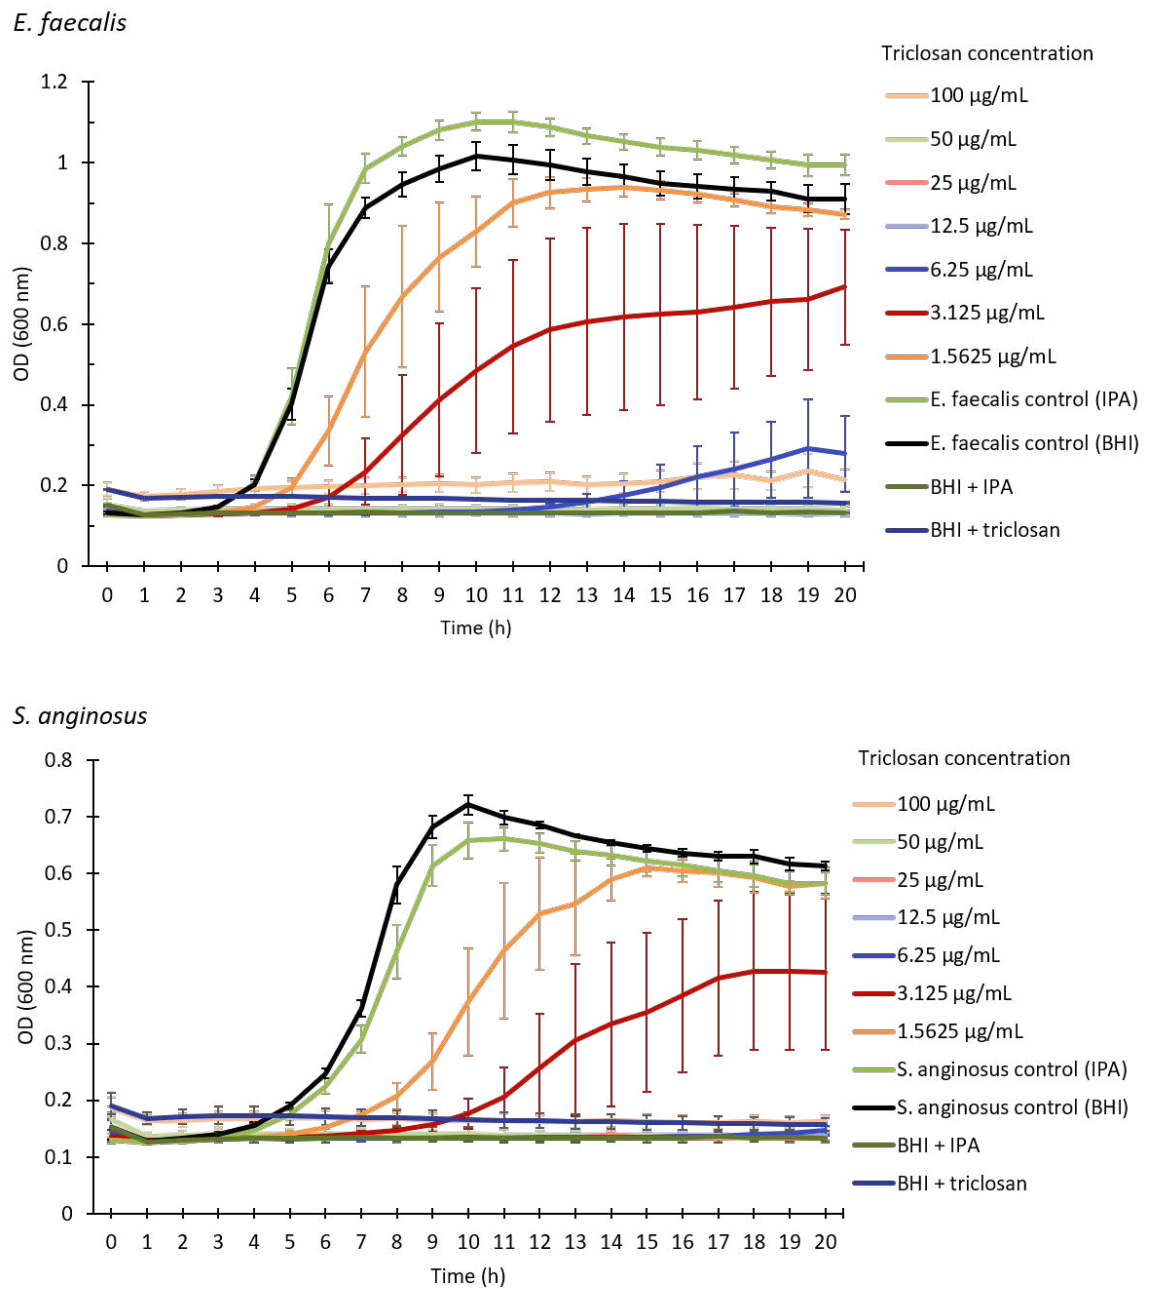 E. faecalis
Triclosan concentration
1.2
1
0.8
0.6
0.4
0.2
0
OD (600 nm)
0 1 2 3 4 5 6 7 8 9 10 11 12 13 14 15 16 17 18 19 20
Time (h)
100 µg/mL
50 µg/mL
25 µg/mL
12.5 µg/mL
6.25 µg/mL
3.125 µg/mL
1.5625 µg/mL
E. faecalis control (IPA)
E. faecalis control (BHI)
BHI + IPA
BHI + triclosan
S. anginosus
Triclosan concentration
0.8
0.7
0.6
0.5
0.4
0.3
0.2
0.1
0
OD (600 nm)
0 1 2 3 4 5 6 7 8 9 10 11 12 13 14 15 16 17 18 19 20
Time (h)
100 µg/mL
50 µg/mL
25 µg/mL
12.5 µg/mL
6.25 µg/mL
3.125 µg/mL
1.5625 µg/mL
S. anginosus control (IPA)
S. anginosus control (BHI)
BHI + IPA
BHI + triclosan